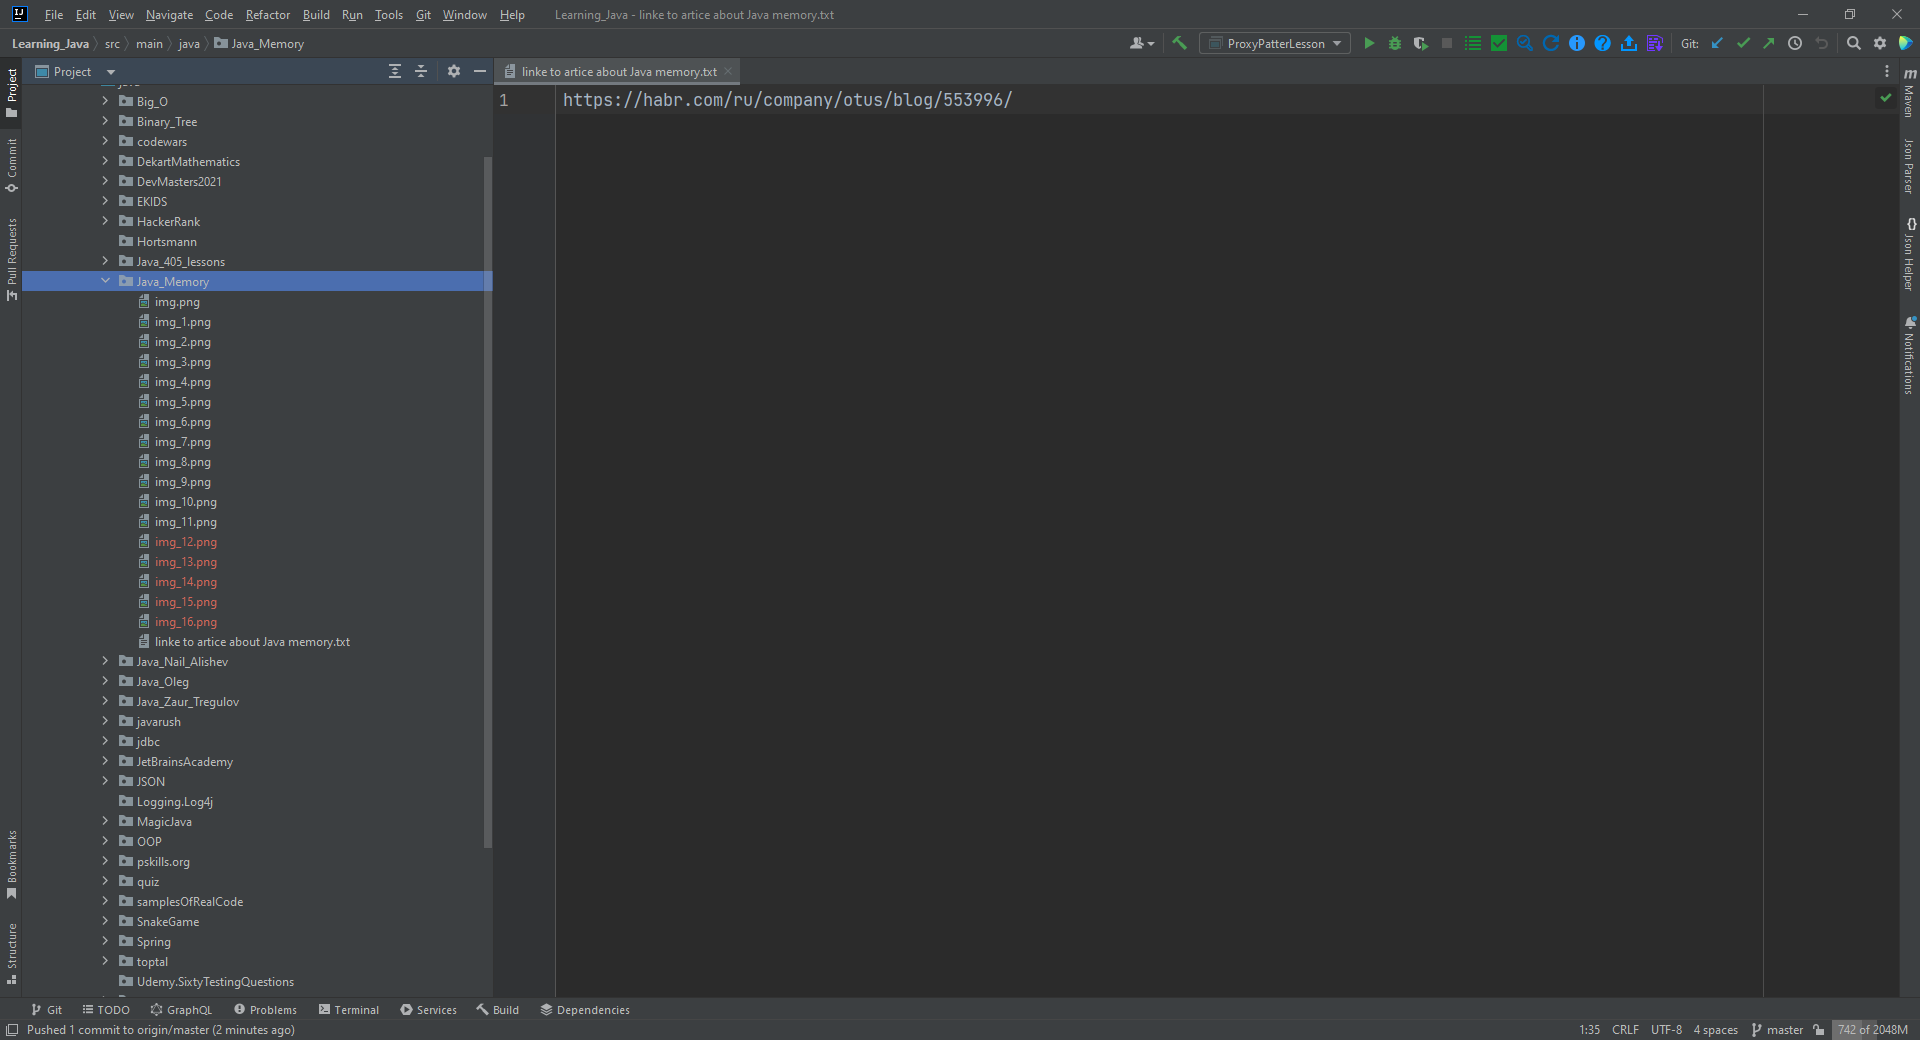 File Edit View Navigate Code Refactor Build Run Tools Git Window Help Learning_Java - linke to artice about Java memory.txt
Learning_Java src main java Java_Memory ProxyPatterLesson Git:
Project linke to artice about Java memory.txt
1 https://habr.com/ru/company/otus/blog/553996/
Big_O
Binary_Tree
codewars
DekartMathematics
DevMasters2021
EKIDS
HackerRank
Hortsmann
Java_405_lessons
Java_Memory
img.png
img_1.png
img_2.png
img_3.png
img_4.png
img_5.png
img_6.png
img_7.png
img_8.png
img_9.png
img_10.png
img_11.png
img_12.png
img_13.png
img_14.png
img_15.png
img_16.png
linke to artice about Java memory.txt
Java_Nail_Alishev
Java_Oleg
Java_Zaur_Tregulov
javarush
jdbc
JetBrainsAcademy
JSON
Logging.Log4j
MagicJava
OOP
pskills.org
quiz
samplesOfRealCode
SnakeGame
Spring
toptal
Udemy.SixtyTestingQuestions
Project
Commit
Pull Requests
Bookmarks
Structure
Maven
Json Parser
Json Helper
Notifications
Git TODO GraphQL Problems Terminal Services Build Dependencies
Pushed 1 commit to origin/master (2 minutes ago) 1:35 CRLF UTF-8 4 spaces master 742 of 2048M